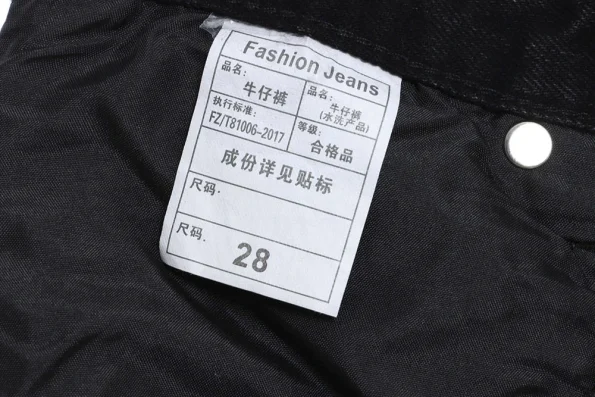 Fashion Jeans
品名:
牛仔裤
品名:
牛仔裤
(水洗产品)
执行标准:
FZ/T81006-2017
等级:
合格品
成份详见贴标
尺码.
尺码.
28